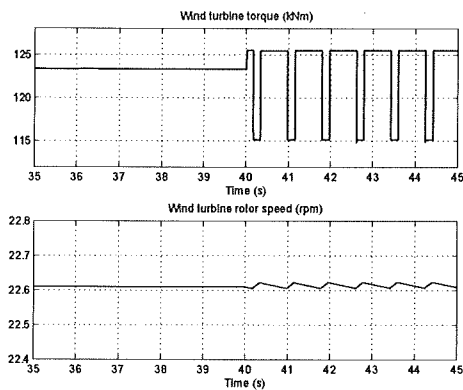 Wind turbine torque (kNm)
125
120
115
35 36 37 38 39 40 41 42 43 44 45
Time (s)
Wind turbine rotor speed (rpm)
22.8
22.7
22.6
22.5
22.4
35 36 37 38 39 40 41 42 43 44 45
Time (s)